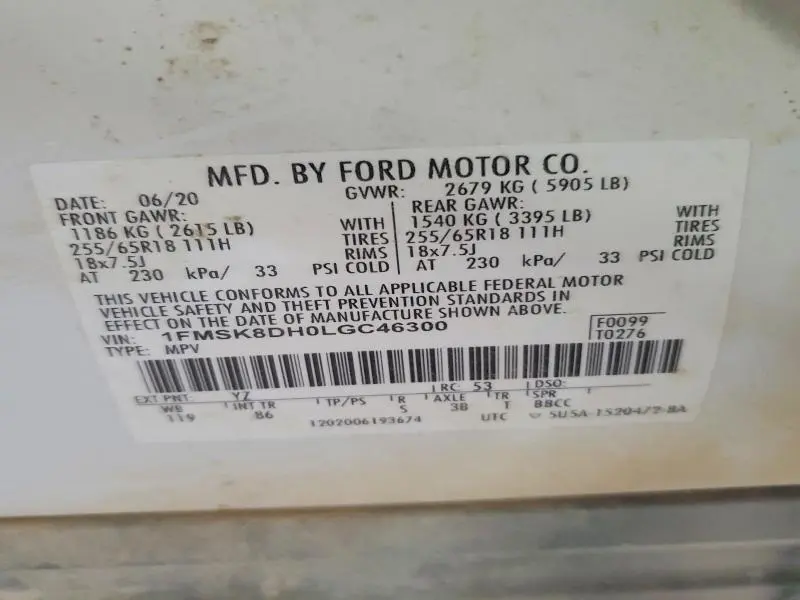 MFD. BY FORD MOTOR CO.
DATE: 06/20 GVWR: 2679 KG ( 5905 LB)
FRONT GAWR: REAR GAWR:
1186 KG ( 2615 LB) WITH 1540 KG ( 3395 LB) WITH
255/65R18 111H TIRES 255/65R18 111H TIRES
18x7.5J RIMS 18x7.5J RIMS
AT 230 kPa/ 33 PSI COLD AT 230 kPa/ 33 PSI COLD
THIS VEHICLE CONFORMS TO ALL APPLICABLE FEDERAL MOTOR
VEHICLE SAFETY AND THEFT PREVENTION STANDARDS IN
EFFECT ON THE DATE OF MANUFACTURE SHOWN ABOVE.
VIN: 1FMSK8DH0LGC46300 F0099
TYPE: MPV T0276
EXT PNT: YZ RC: 53 DSO:
WB INT TR TP/PS R AXLE TR SPR
119 86 S 3B T BBCC
1202006193674 UTC